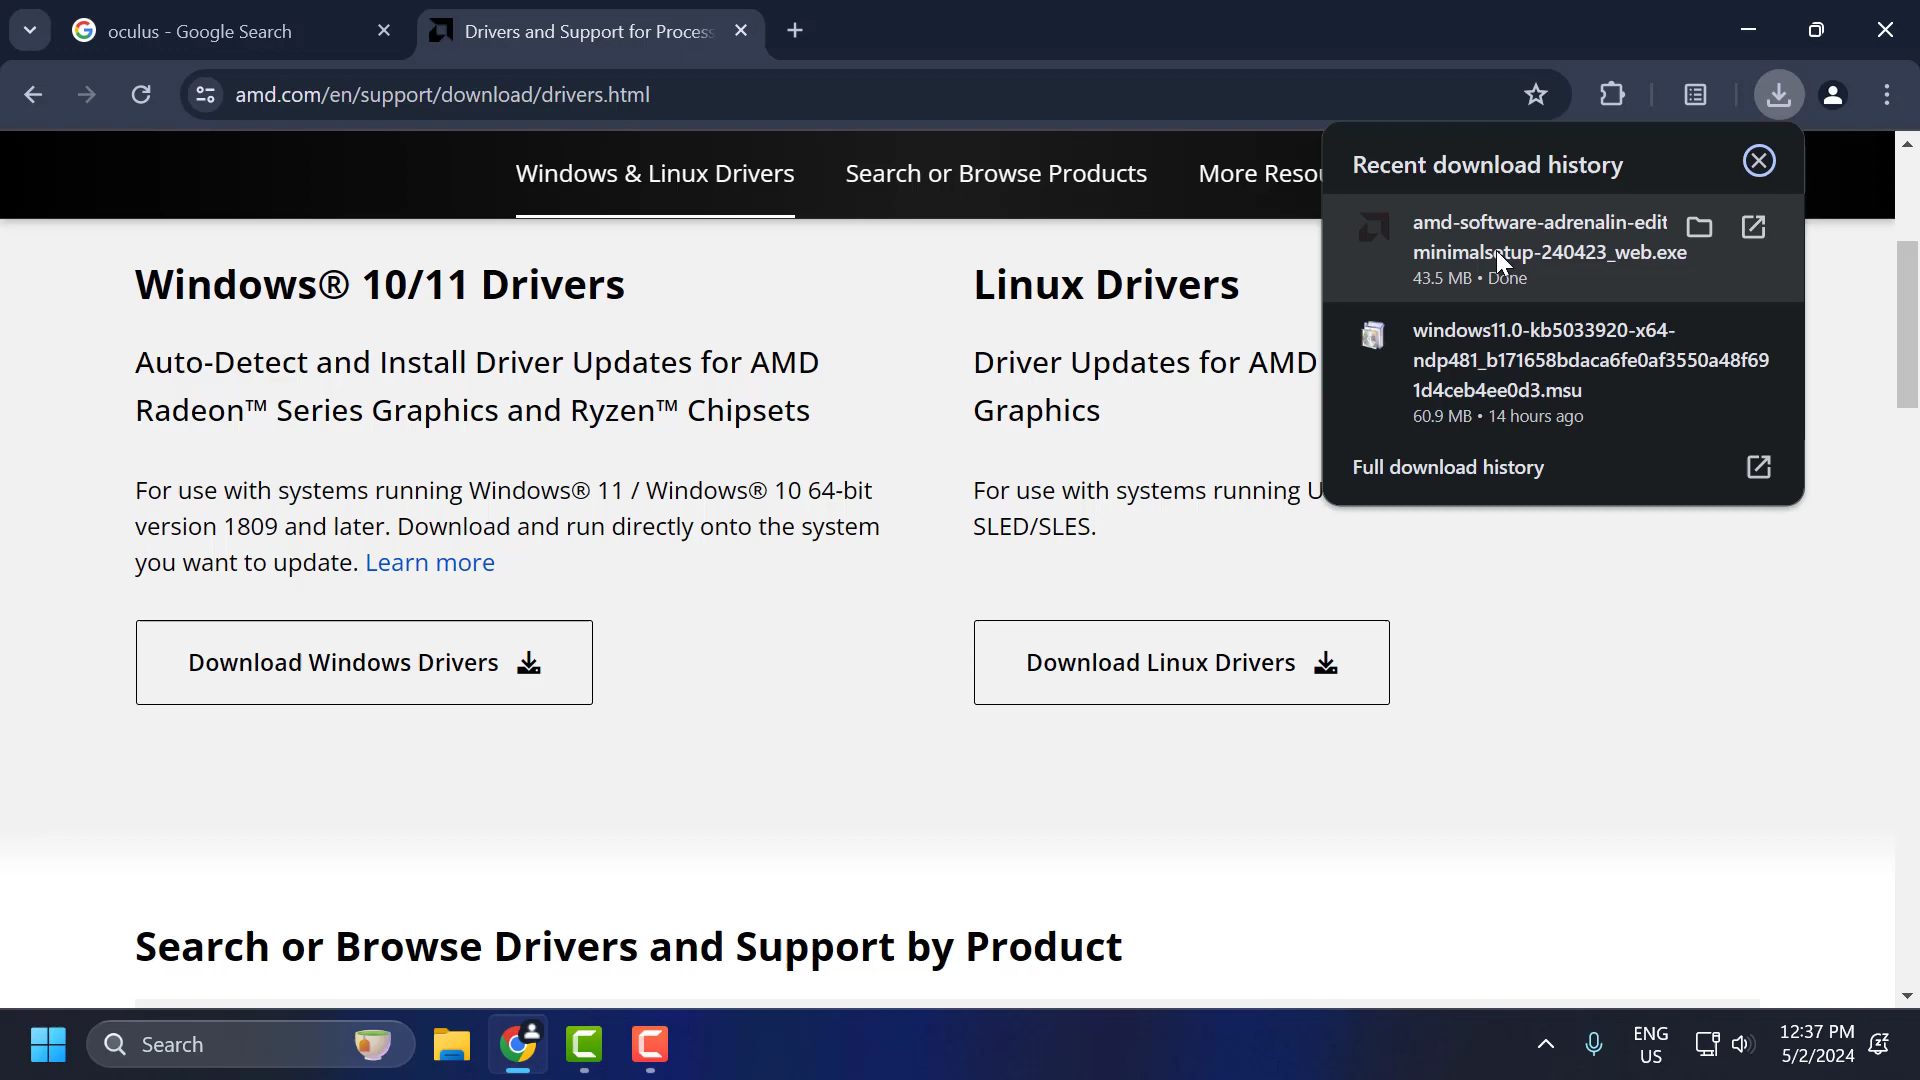 oculus - Google Search
Drivers and Support for Process
amd.com/en/support/download/drivers.html
Windows & Linux Drivers
Search or Browse Products
More Resou
Recent download history
amd-software-adrenalin-edit
minimalsetup-240423_web.exe
43.5 MB • Done
windows11.0-kb5033920-x64-
ndp481_b171658bdaca6fe0af3550a48f69
1d4ceb4ee0d3.msu
60.9 MB • 14 hours ago
Full download history
Windows® 10/11 Drivers
Auto-Detect and Install Driver Updates for AMD
Radeon™ Series Graphics and Ryzen™ Chipsets
For use with systems running Windows® 11 / Windows® 10 64-bit
version 1809 and later. Download and run directly onto the system
you want to update. Learn more
Download Windows Drivers
Linux Drivers
Driver Updates for AMD
Graphics
For use with systems running U
SLED/SLES.
Download Linux Drivers
Search or Browse Drivers and Support by Product
Search
ENG
US
12:37 PM
5/2/2024